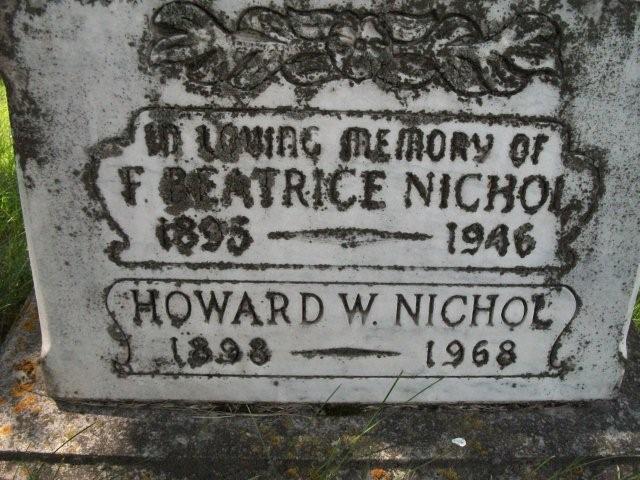 IN LOVING MEMORY OF
F. BEATRICE NICHOL
1895 — 1946
HOWARD W. NICHOL
1898 — 1968